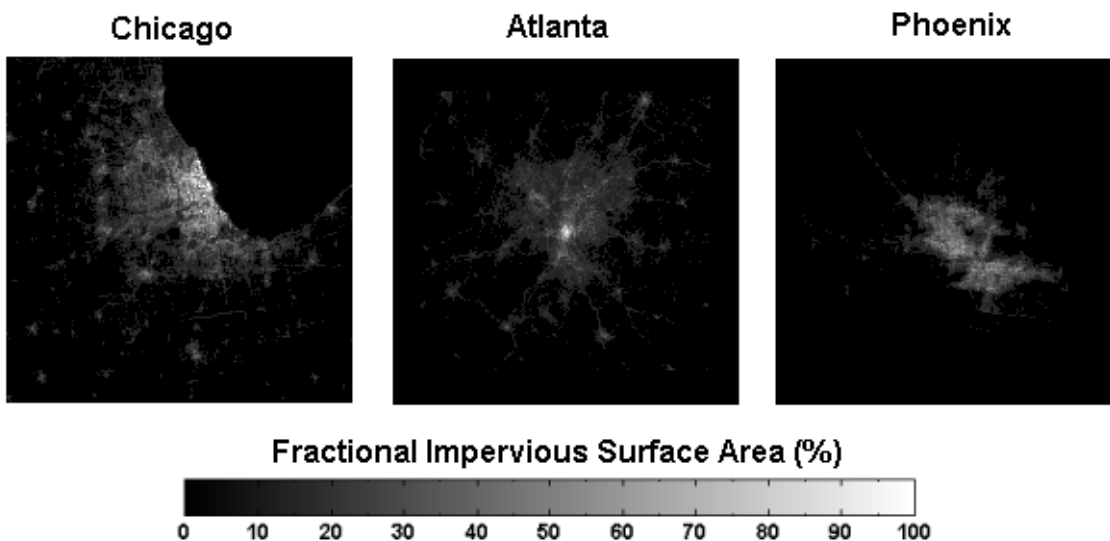 Chicago
Atlanta
Phoenix
Fractional Impervious Surface Area (%)
0 10 20 30 40 50 60 70 80 90 100